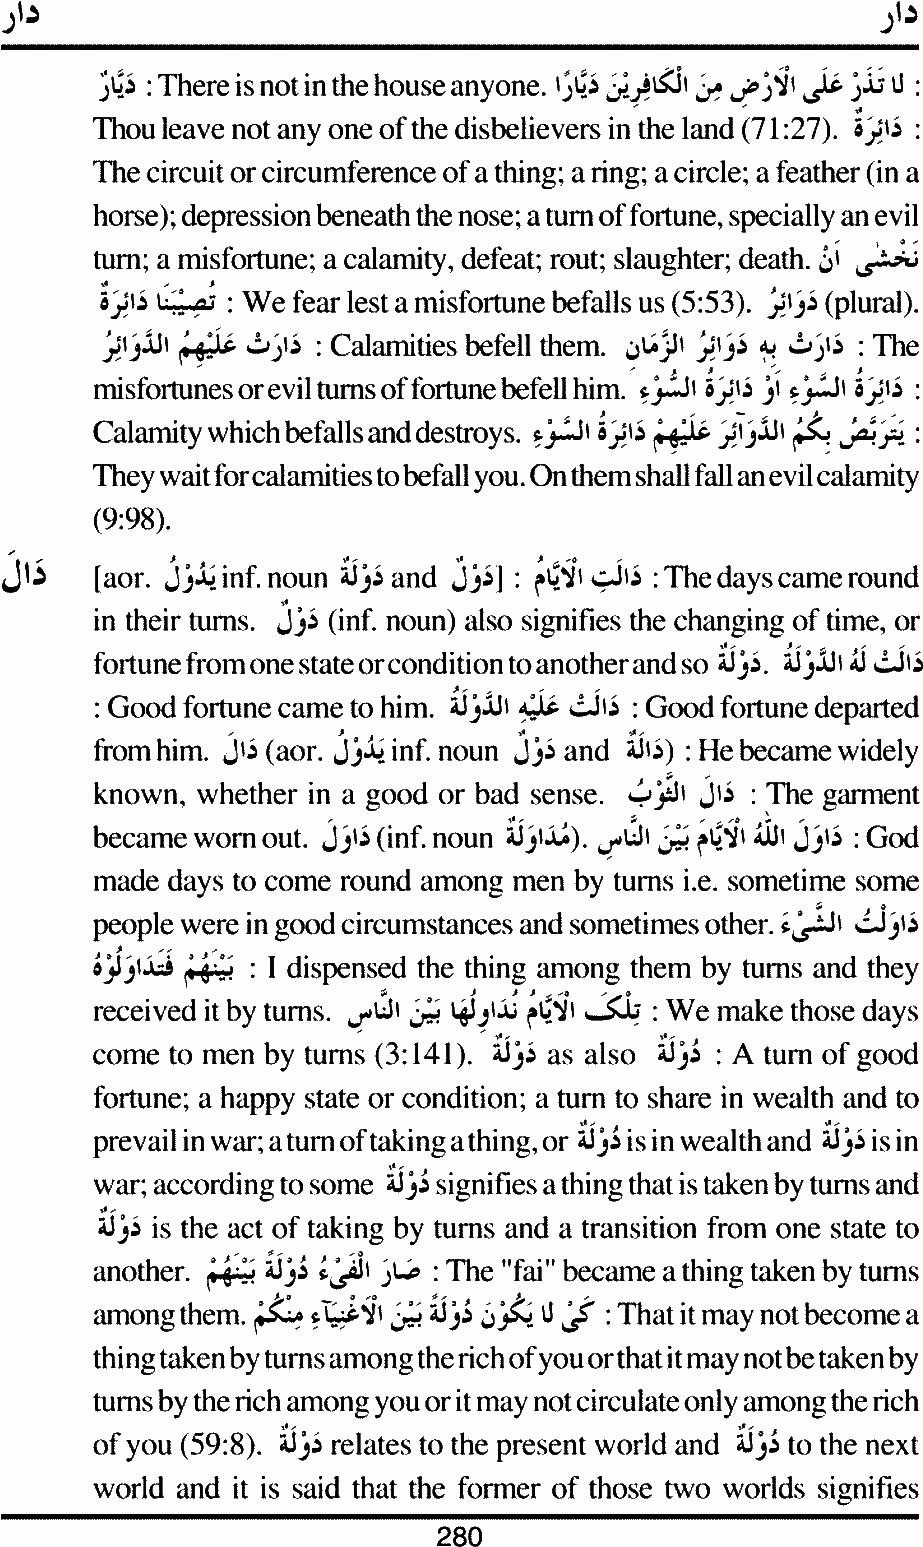 دار دار
دَيَّارٌ : There is not in the house anyone. لَا تَذَرْ عَلَى الْاَرْضِ مِنَ الْكَافِرِيْنَ دَيَّارًا :
Thou leave not any one of the disbelievers in the land (71:27). دَائِرَةٌ :
The circuit or circumference of a thing; a ring; a circle; a feather (in a
horse); depression beneath the nose; a turn of fortune, specially an evil
turn; a misfortune; a calamity, defeat; rout; slaughter; death. نَخْشٰى اَنْ
تُصِيْبَنَا دَائِرَةٌ : We fear lest a misfortune befalls us (5:53). دَوَائِرُ (plural).
دَارَتْ عَلَيْهِمُ الدَّوَائِرُ : Calamities befell them. دَارَتْ بِهِ دَوَائِرُ الزَّمَانِ : The
misfortunes or evil turns of fortune befell him. دَائِرَةُ السَّوْءِ اَوْ دَائِرَةُ السُّوْءِ :
Calamity which befalls and destroys. يَتَرَبَّصُ بِكُمُ الدَّوَآئِرَ عَلَيْهِمْ دَائِرَةُ السَّوْءِ :
They wait for calamities to befall you. On them shall fall an evil calamity
(9:98).
دَالَ [aor. يَدُوْلُ inf. noun دَوْلَةٌ and دَوْلٌ] : دَالَتِ الْاَيَّامُ : The days came round
in their turns. دَوْلٌ (inf. noun) also signifies the changing of time, or
fortune from one state or condition to another and so دَوْلَةٌ. دَالَتْ لَهُ الدَّوْلَةُ
: Good fortune came to him. دَالَتْ عَلَيْهِ الدَّوْلَةُ : Good fortune departed
from him. دَالَ (aor. يَدُوْلُ inf. noun دَوْلٌ and دَالَةٌ) : He became widely
known, whether in a good or bad sense. دَالَ الثَّوْبُ : The garment
became worn out. دَاوَلَ (inf. noun مُدَاوَلَةٌ). دَاوَلَ اللّٰهُ الْاَيَّامَ بَيْنَ النَّاسِ : God
made days to come round among men by turns i.e. sometime some
people were in good circumstances and sometimes other. دَاوَلْتُ الشَّىْءَ
بَيْنَهُمْ فَتَدَاوَلُوْهُ : I dispensed the thing among them by turns and they
received it by turns. تِلْكَ الْاَيَّامُ نُدَاوِلُهَا بَيْنَ النَّاسِ : We make those days
come to men by turns (3:141). دَوْلَةٌ as also دُوْلَةٌ : A turn of good
fortune; a happy state or condition; a turn to share in wealth and to
prevail in war; a turn of taking a thing, or دُوْلَةٌ is in wealth and دَوْلَةٌ is in
war; according to some دُوْلَةٌ signifies a thing that is taken by turns and
دَوْلَةٌ is the act of taking by turns and a transition from one state to
another. صَارَ الْفَىْءُ دُوْلَةً بَيْنَهُمْ : The "fai" became a thing taken by turns
among them. كَىْ لَا يَكُوْنَ دُوْلَةً بَيْنَ الْاَغْنِيَآءِ مِنْكُمْ : That it may not become a
thing taken by turns among the rich of you or that it may not be taken by
turns by the rich among you or it may not circulate only among the rich
of you (59:8). دَوْلَةٌ relates to the present world and دُوْلَةٌ to the next
world and it is said that the former of those two worlds signifies
280